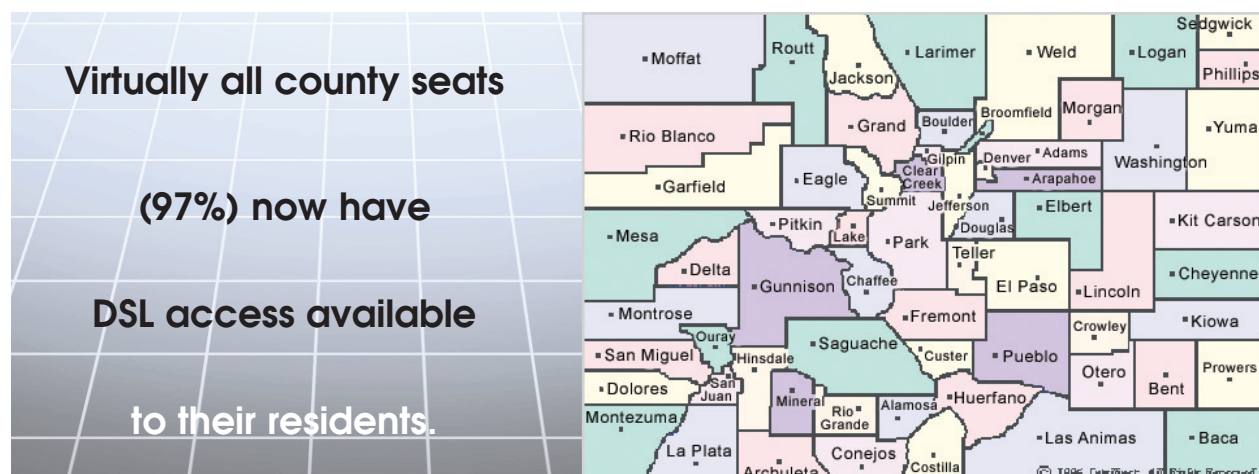 Virtually all county seats
(97%) now have
DSL access available
to their residents.
Sedgwick
Moffat
Routt
Larimer
Weld
Logan
Jackson
Phillips
Morgan
Grand
Boulder
Broomfield
Rio Blanco
Yuma
Gilpin
Denver
Adams
Washington
Clear
Creek
Arapahoe
Garfield
Eagle
Summit
Jefferson
Elbert
Douglas
Kit Carson
Pitkin
Lake
Park
Mesa
Teller
Delta
Cheyenne
Gunnison
Chaffee
El Paso
Lincoln
Montrose
Fremont
Crowley
Kiowa
Ouray
Saguache
San Miguel
Hinsdale
Custer
Pueblo
Otero
Prowers
Dolores
San
Juan
Mineral
Bent
Rio
Grande
Alamosa
Huerfano
Montezuma
La Plata
Las Animas
Baca
Archuleta
Conejos
Costilla
© 1996